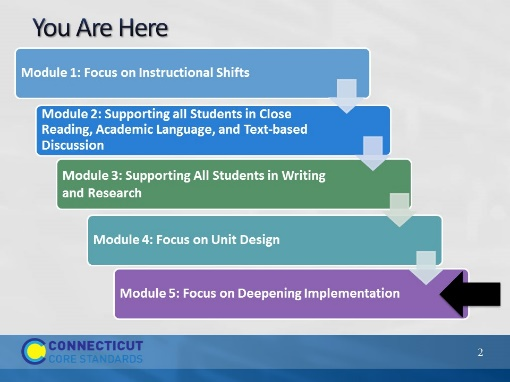 You Are Here
Module 1: Focus on Instructional Shifts
Module 2: Supporting all Students in Close
Reading, Academic Language, and Text-based
Discussion
Module 3: Supporting All Students in Writing
and Research
Module 4: Focus on Unit Design
Module 5: Focus on Deepening Implementation
CONNECTICUT
CORE STANDARDS
2